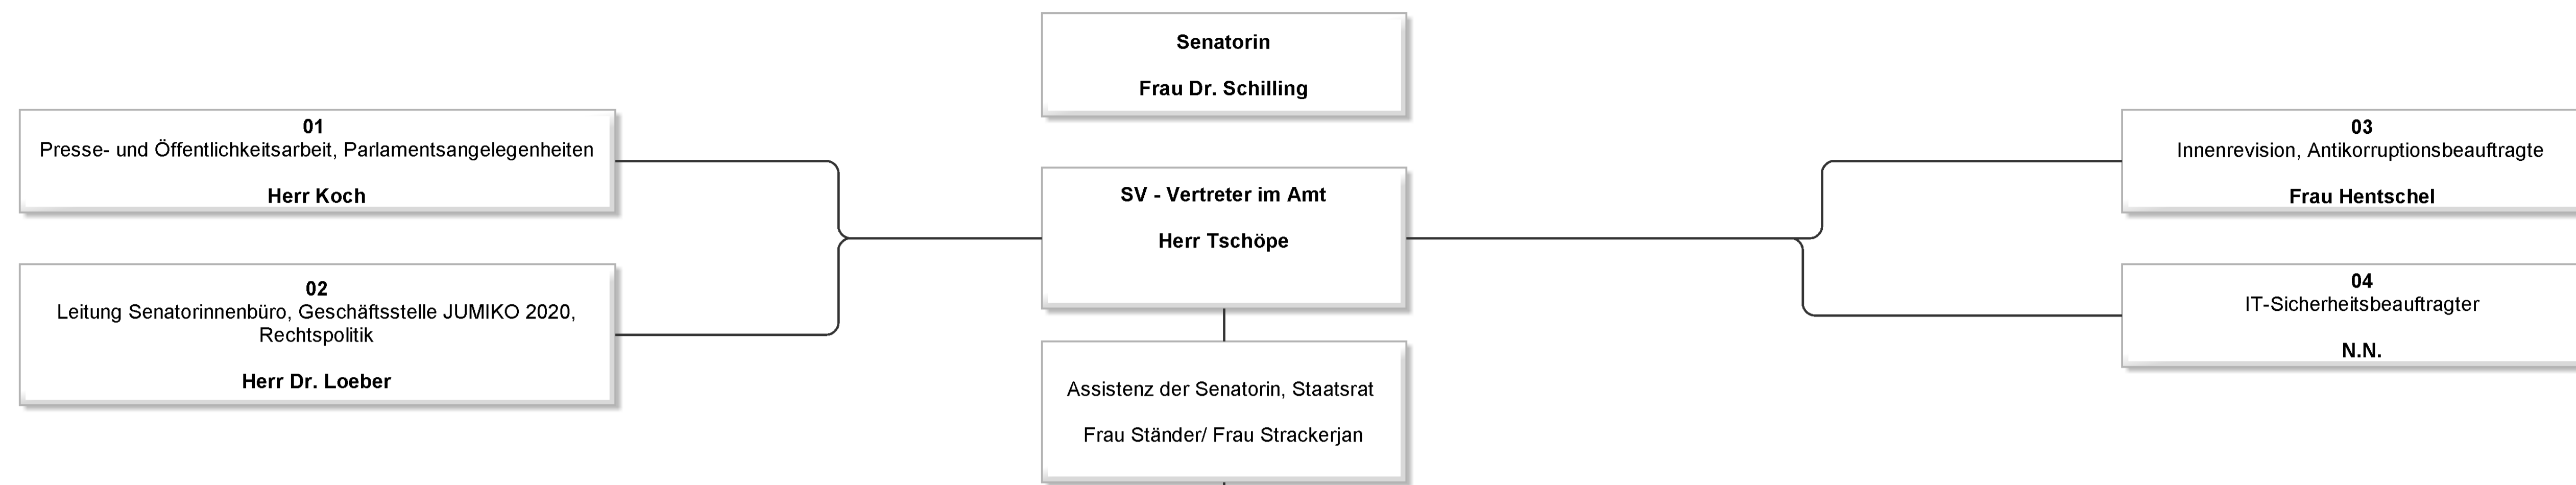 Senatorin
Frau Dr. Schilling
01
Presse- und Öffentlichkeitsarbeit, Parlamentsangelegenheiten
Herr Koch
02
Leitung Senatorinnenbüro, Geschäftsstelle JUMIKO 2020,
Rechtspolitik
Herr Dr. Loeber
SV - Vertreter im Amt
Herr Tschöpe
Assistenz der Senatorin, Staatsrat
Frau Ständer/ Frau Strackerjan
03
Innenrevision, Antikorruptionsbeauftragte
Frau Hentschel
04
IT-Sicherheitsbeauftragter
N.N.